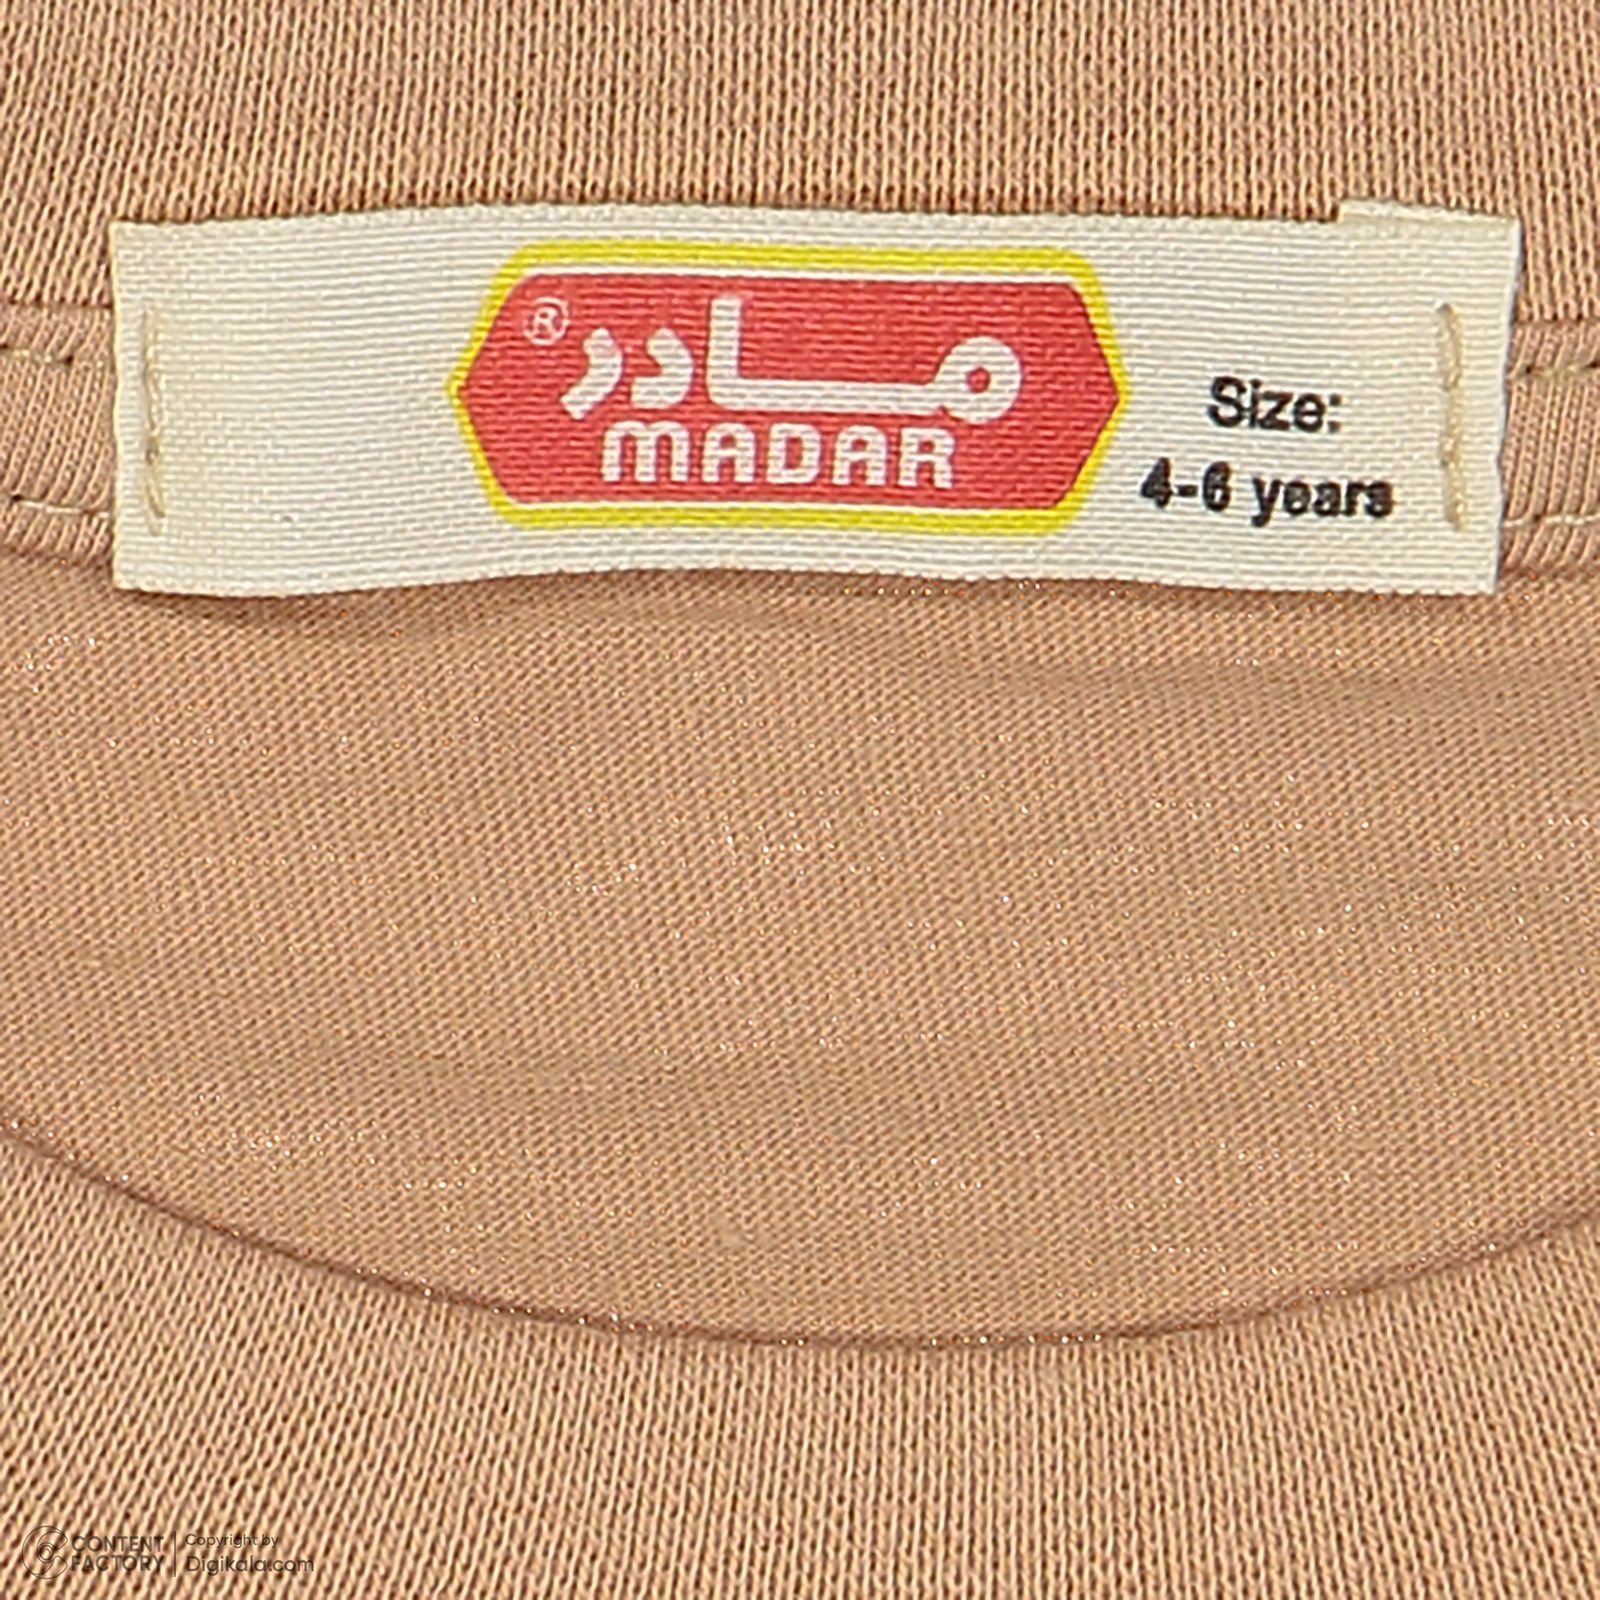 مادر ®
MADAR
Size:
4-6 years
CONTENT FACTORY
Copyright by
Digikala.com